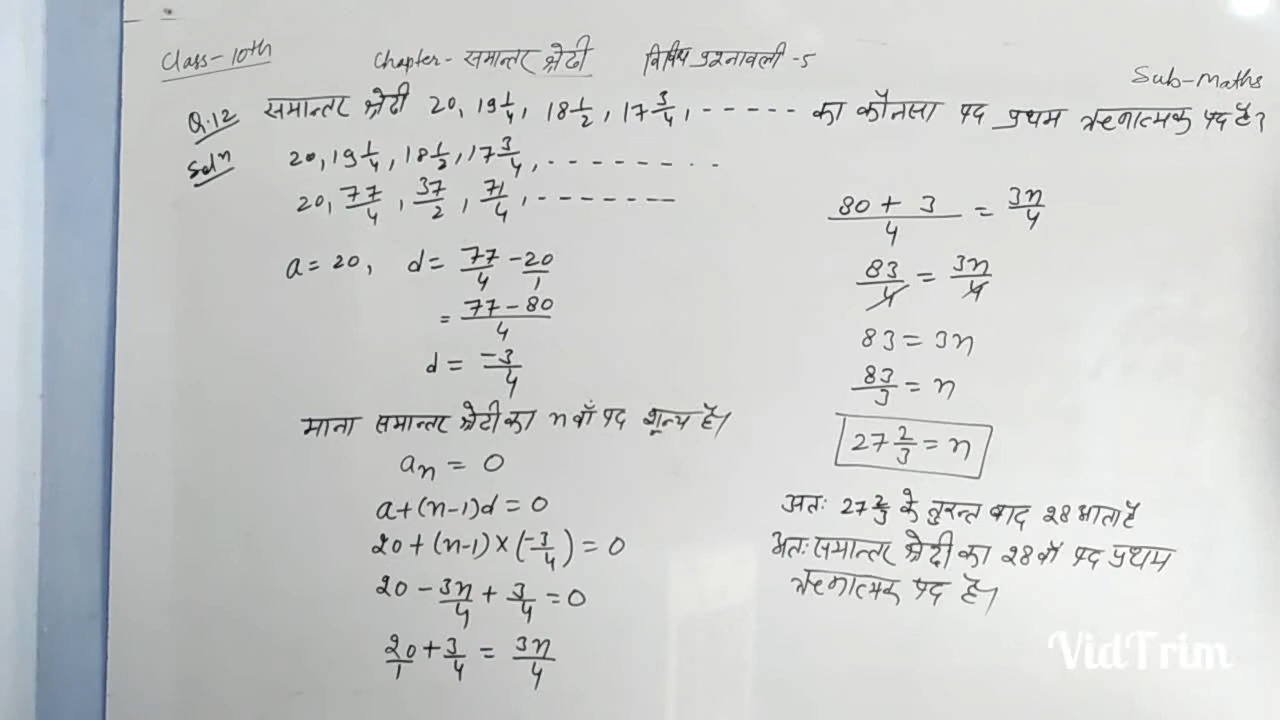 Class-10th Chapter- समान्तर श्रेढी विविध प्रश्नावली -5 Sub-Maths
Q.12 समान्तर श्रेढी 20, 19 1/4, 18 1/2, 17 3/4, ----- का कौनसा पद प्रथम ऋणात्मक पद है?
Solⁿ 20, 19 1/4, 18 1/2, 17 3/4, --------
20, 77/4, 37/2, 71/4, -------
a = 20, d = 77/4 - 20/1
= (77 - 80)/4
d = -3/4
माना समान्तर श्रेढी का n वाँ पद शून्य है।
aₙ = 0
a+(n-1)d = 0
20 + (n-1) × (-3/4) = 0
20 - 3n/4 + 3/4 = 0
20/1 + 3/4 = 3n/4
(80 + 3)/4 = 3n/4
83/4 = 3n/4
83 = 3n
83/3 = n
27 2/3 = n
अतः 27 2/3 के तुरन्त बाद 28 आता है
अतः समान्तर श्रेढी का 28 वाँ पद प्रथम
ऋणात्मक पद है।
VidTrim